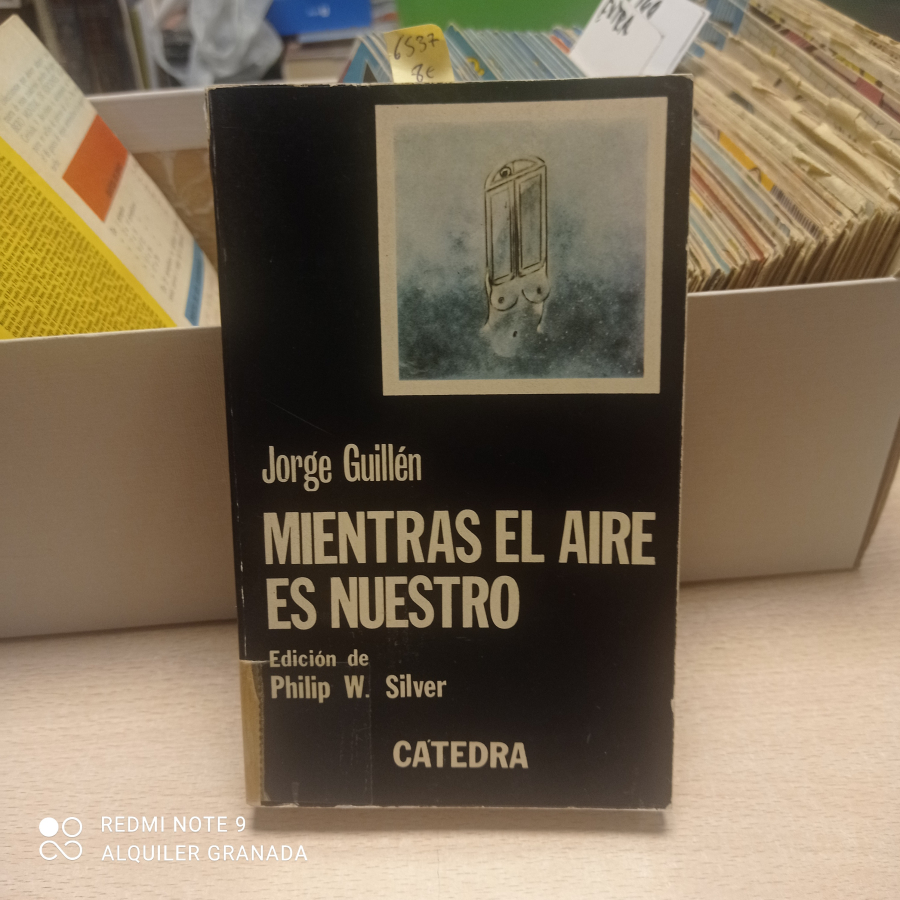 6537
8€
Jorge Guillén
MIENTRAS EL AIRE
ES NUESTRO
Edición de
Philip W. Silver
CATEDRA
REDMI NOTE 9
ALQUILER GRANADA